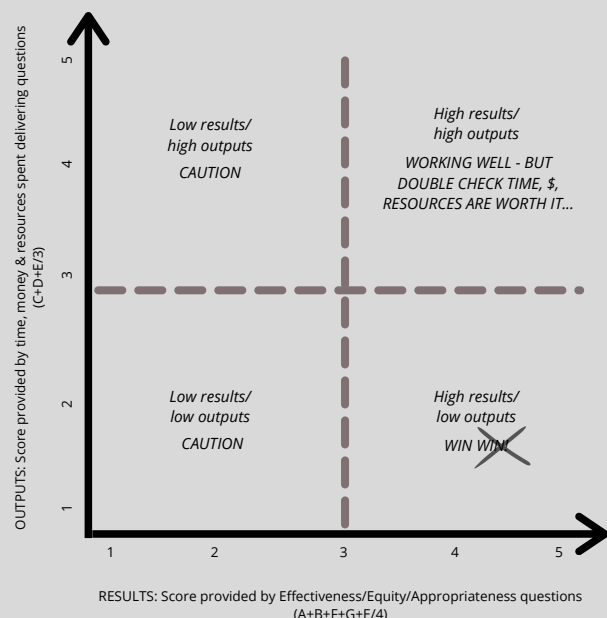 OUTPUTS: Score provided by time, money & resources spent delivering questions
(C+D+E/3)
5
4
3
2
1
Low results/
high outputs
CAUTION
High results/
high outputs
WORKING WELL - BUT
DOUBLE CHECK TIME, $,
RESOURCES ARE WORTH IT...
Low results/
low outputs
CAUTION
High results/
low outputs
WIN WIN!
1
2
3
4
5
RESULTS: Score provided by Effectiveness/Equity/Appropriateness questions
(A+B+F+G+E/4)